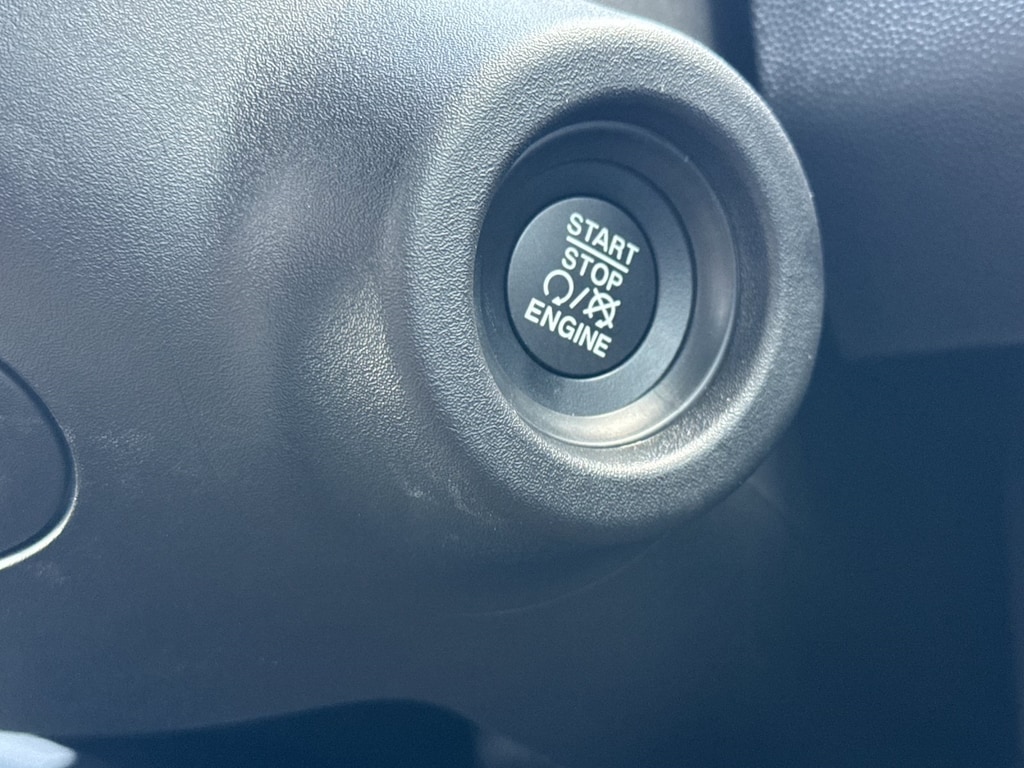 START
STOP
/
ENGINE